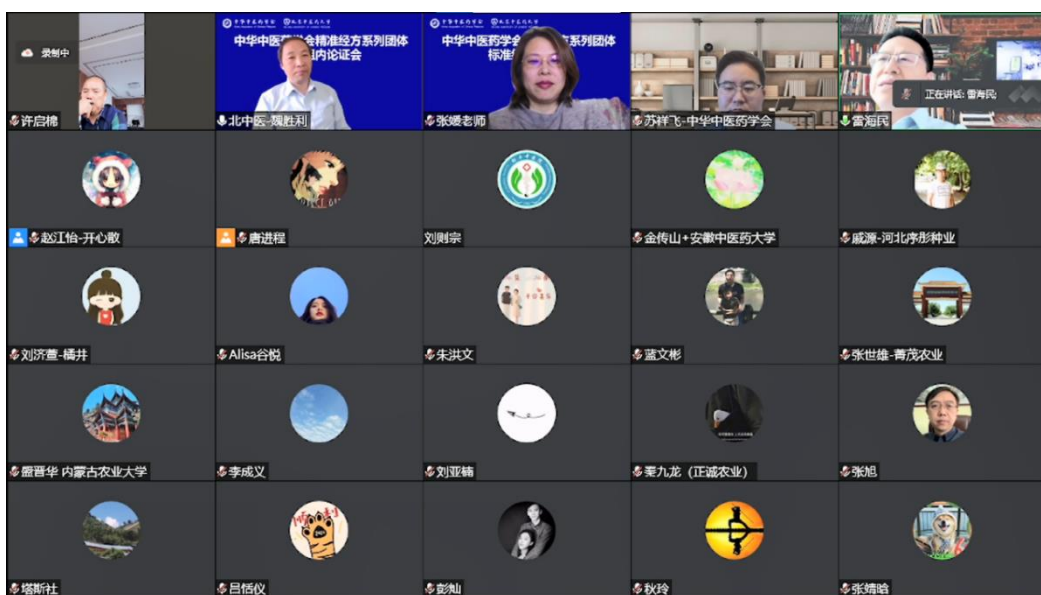 录制中
中华中医药学会精准经方系列团体
内论证会
中华中医药学会 方系列团体
标准
正在讲话: 雷海民
许启棉
北中医-魏胜利
张媛老师
苏祥飞-中华中医药学会
雷海民
赵江怡-开心散
唐进程
刘则宗
金传山+安徽中医药大学
戚源-河北序彤种业
刘济萱-橘井
Alisa谷悦
朱洪文
蓝文彬
张世雄-菁茂农业
盛晋华 内蒙古农业大学
李成义
刘亚楠
秦九龙（正诚农业）
张旭
顺利
塔斯社
吕恬仪
彭灿
秋玲
张婧晗